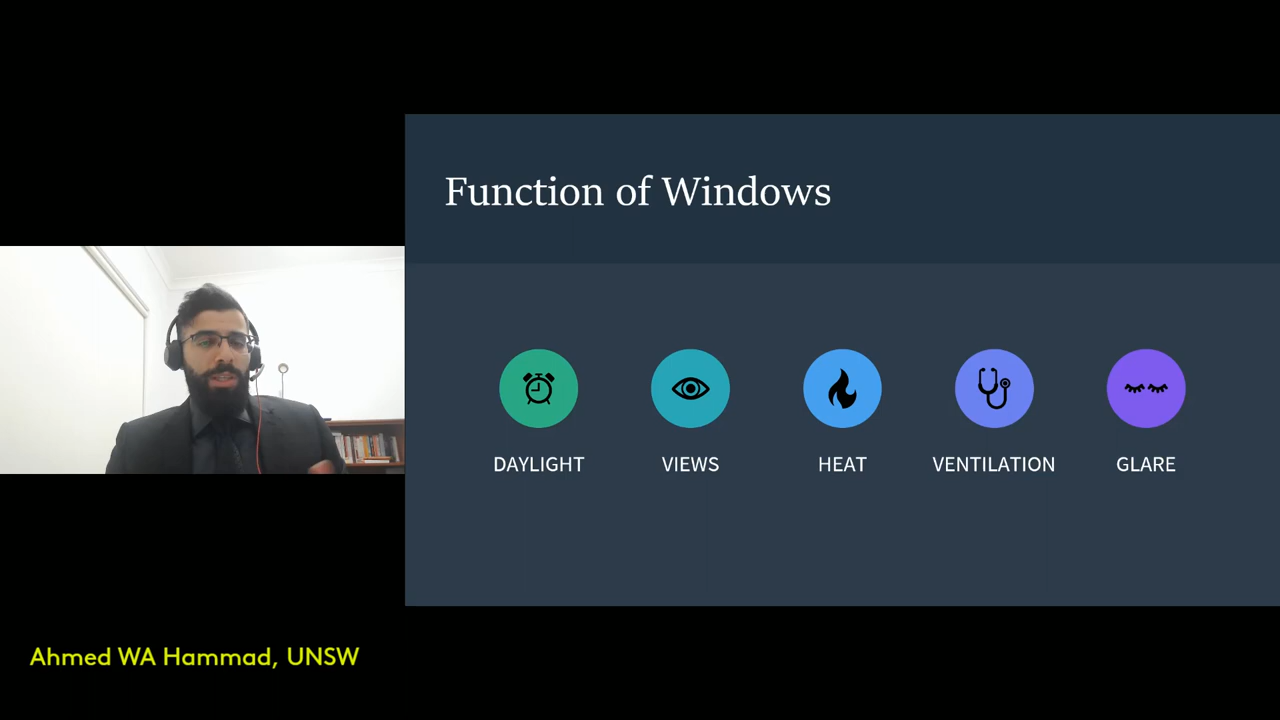 Function of Windows
DAYLIGHT
VIEWS
HEAT
VENTILATION
GLARE
Ahmed WA Hammad, UNSW